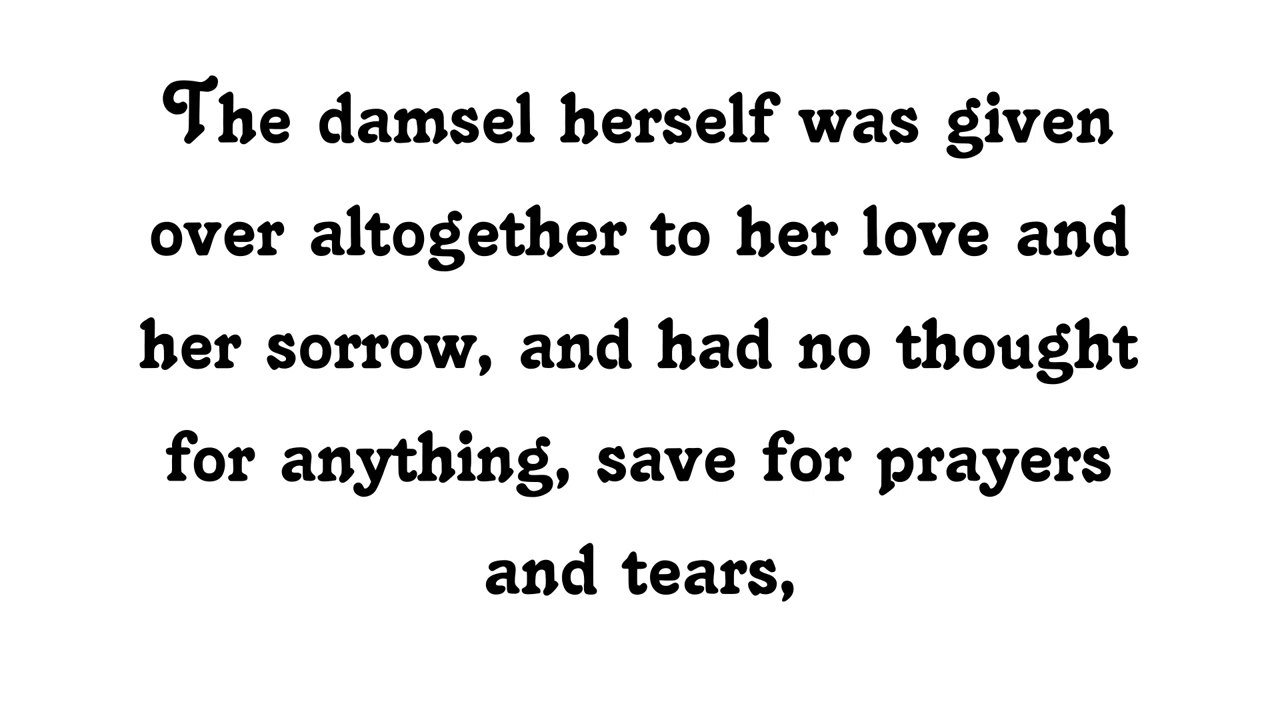 The damsel herself was given
over altogether to her love and
her sorrow, and had no thought
for anything, save for prayers
and tears,